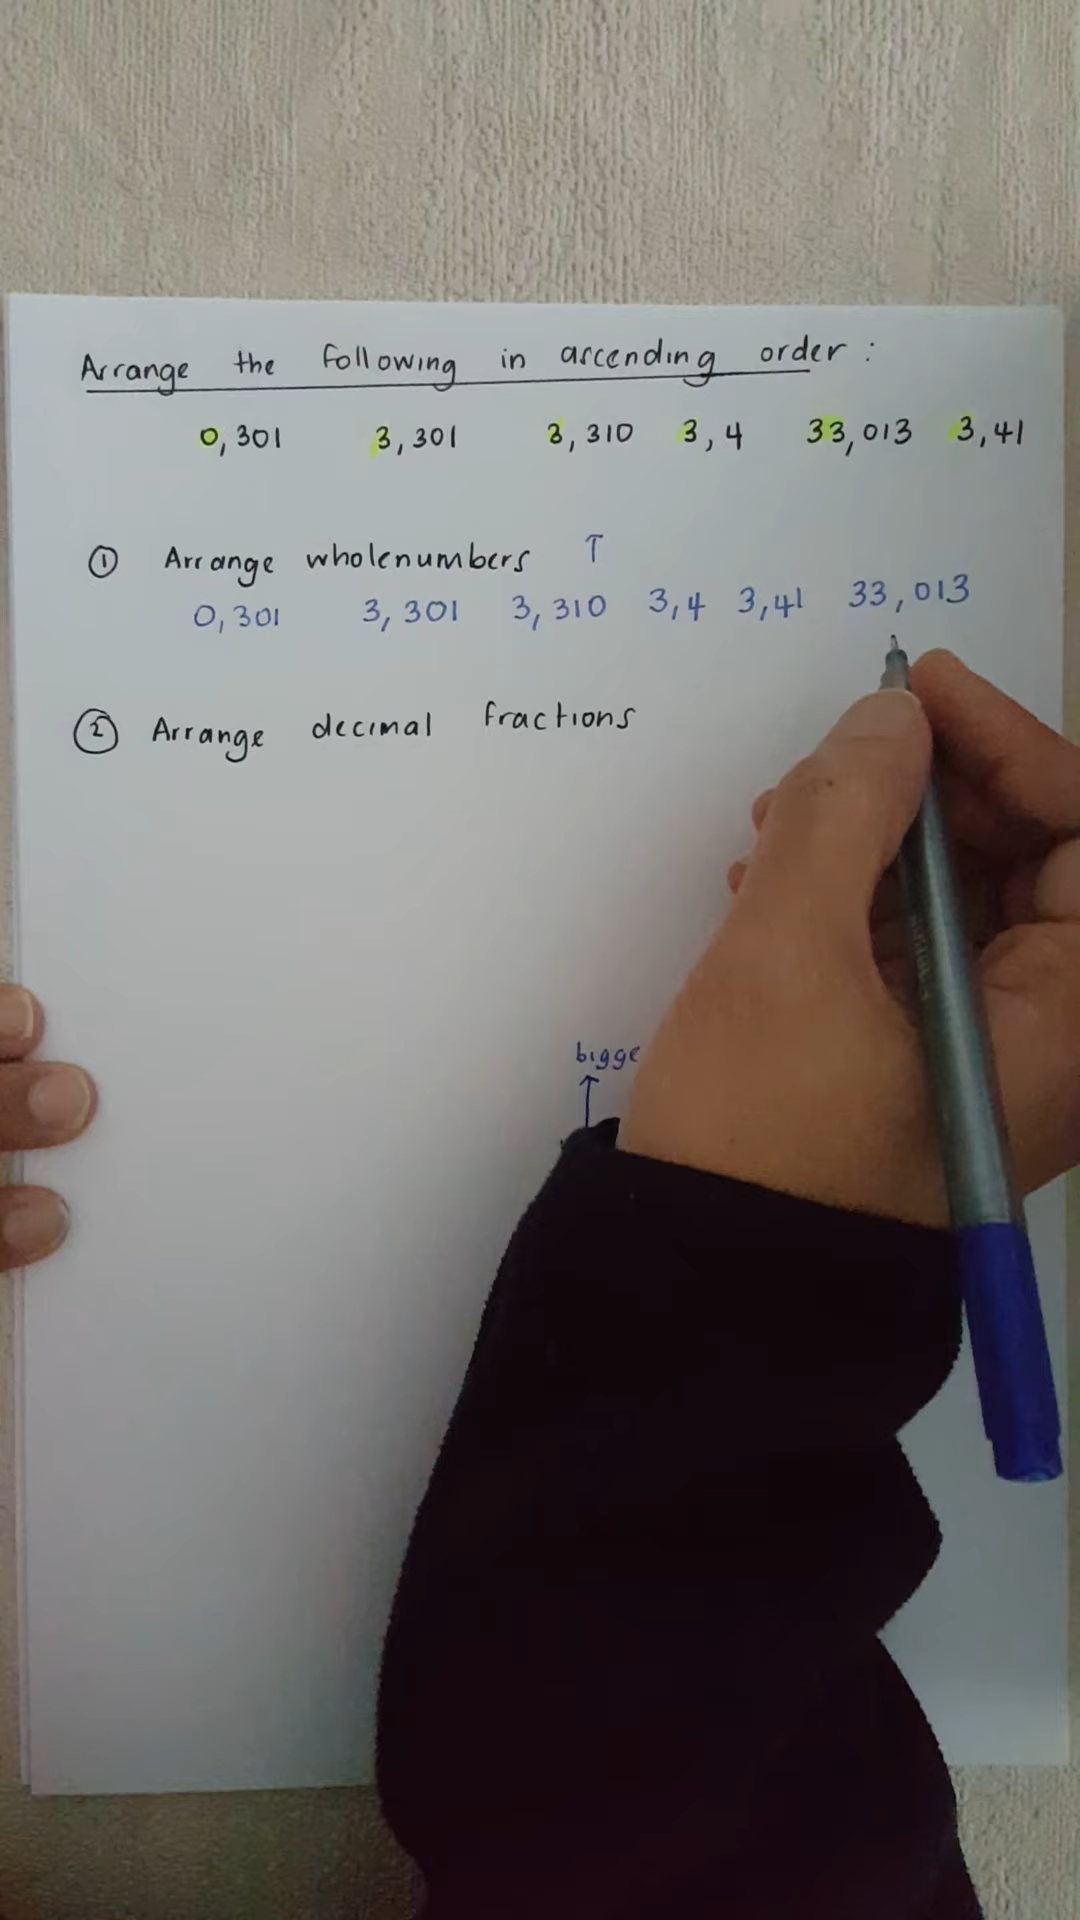 Arrange the following in ascending order :
0,301 3,301 3,310 3,4 33,013 3,41
① Arrange wholenumbers ↑
0,301 3,301 3,310 3,4 3,41 33,013
② Arrange decimal fractions
bigge
↑